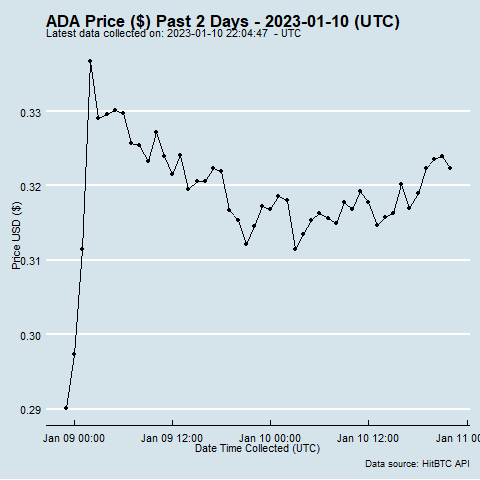 ADA Price ($) Past 2 Days - 2023-01-10 (UTC)
Latest data collected on: 2023-01-10 22:04:47 - UTC
Price USD ($)
0.33
0.32
0.31
0.30
0.29
Jan 09 00:00 Jan 09 12:00 Jan 10 00:00 Jan 10 12:00 Jan 11 00
Date Time Collected (UTC)
Data source: HitBTC API